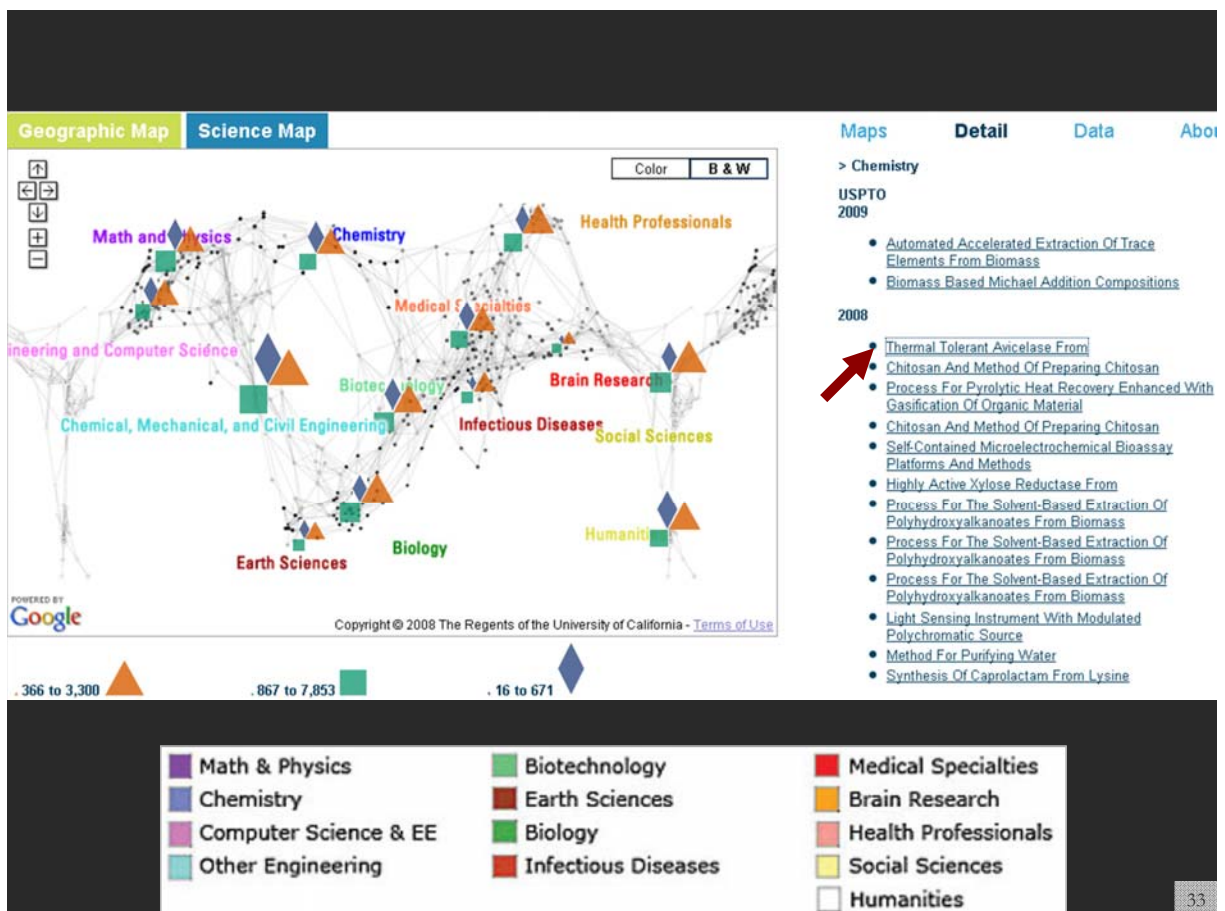 Geographic Map
Science Map
Maps
Detail
Data
Color
B & W
> Chemistry
USPTO
2009
Automated Accelerated Extraction Of Trace
Elements From Biomass
Biomass Based Michael Addition Compositions
2008
Thermal Tolerant Avicelase From
Chitosan And Method Of Preparing Chitosan
Process For Pyrolytic Heat Recovery Enhanced With
Gasification Of Organic Material
Chitosan And Method Of Preparing Chitosan
Self-Contained Microelectrochemical Bioassay
Platforms And Methods
Highly Active Xylose Reductase From
Process For The Solvent-Based Extraction Of
Polyhydroxyalkanoates From Biomass
Process For The Solvent-Based Extraction Of
Polyhydroxyalkanoates From Biomass
Process For The Solvent-Based Extraction Of
Polyhydroxyalkanoates From Biomass
Light Sensing Instrument With Modulated
Polychromatic Source
Method For Purifying Water
Synthesis Of Caprolactam From Lysine
Health Professionals
Math and Physics
Chemistry
Medical Specialties
ineering and Computer Science
Brain Research
Biotechnology
Chemical, Mechanical, and Civil Engineering
Infectious Diseases
Social Sciences
Humaniti
Biology
Earth Sciences
POWERED BY
Google
Copyright © 2008 The Regents of the University of California - Terms of Use
. 366 to 3,300
. 867 to 7,853
. 16 to 671
Math & Physics
Chemistry
Computer Science & EE
Other Engineering
Biotechnology
Earth Sciences
Biology
Infectious Diseases
Medical Specialties
Brain Research
Health Professionals
Social Sciences
Humanities
33